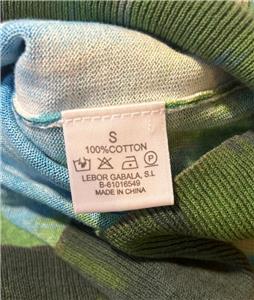 S
100%COTTON
LEBOR GABALA, S.L
B-61016549
MADE IN CHINA